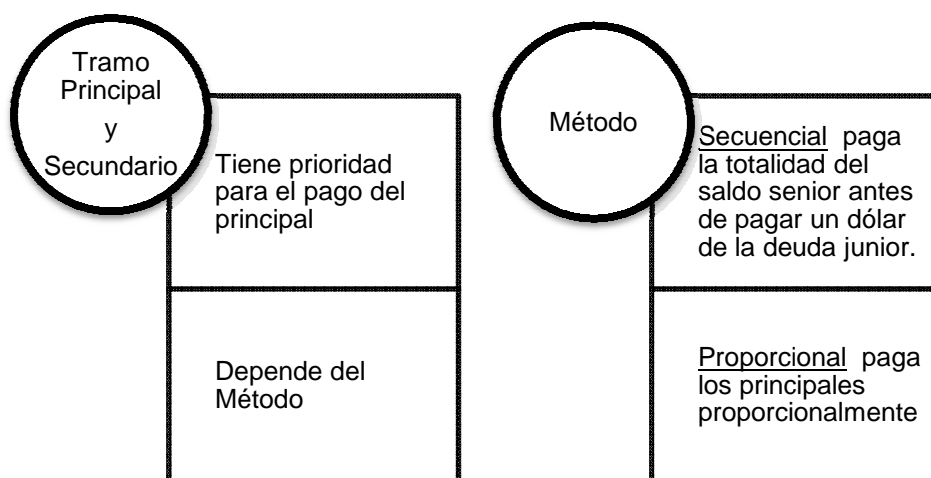 Tramo
Principal
y
Secundario
Tiene prioridad
para el pago del
principal
Depende del
Método
Método
Secuencial paga
la totalidad del
saldo senior antes
de pagar un dólar
de la deuda junior.
Proporcional paga
los principales
proporcionalmente